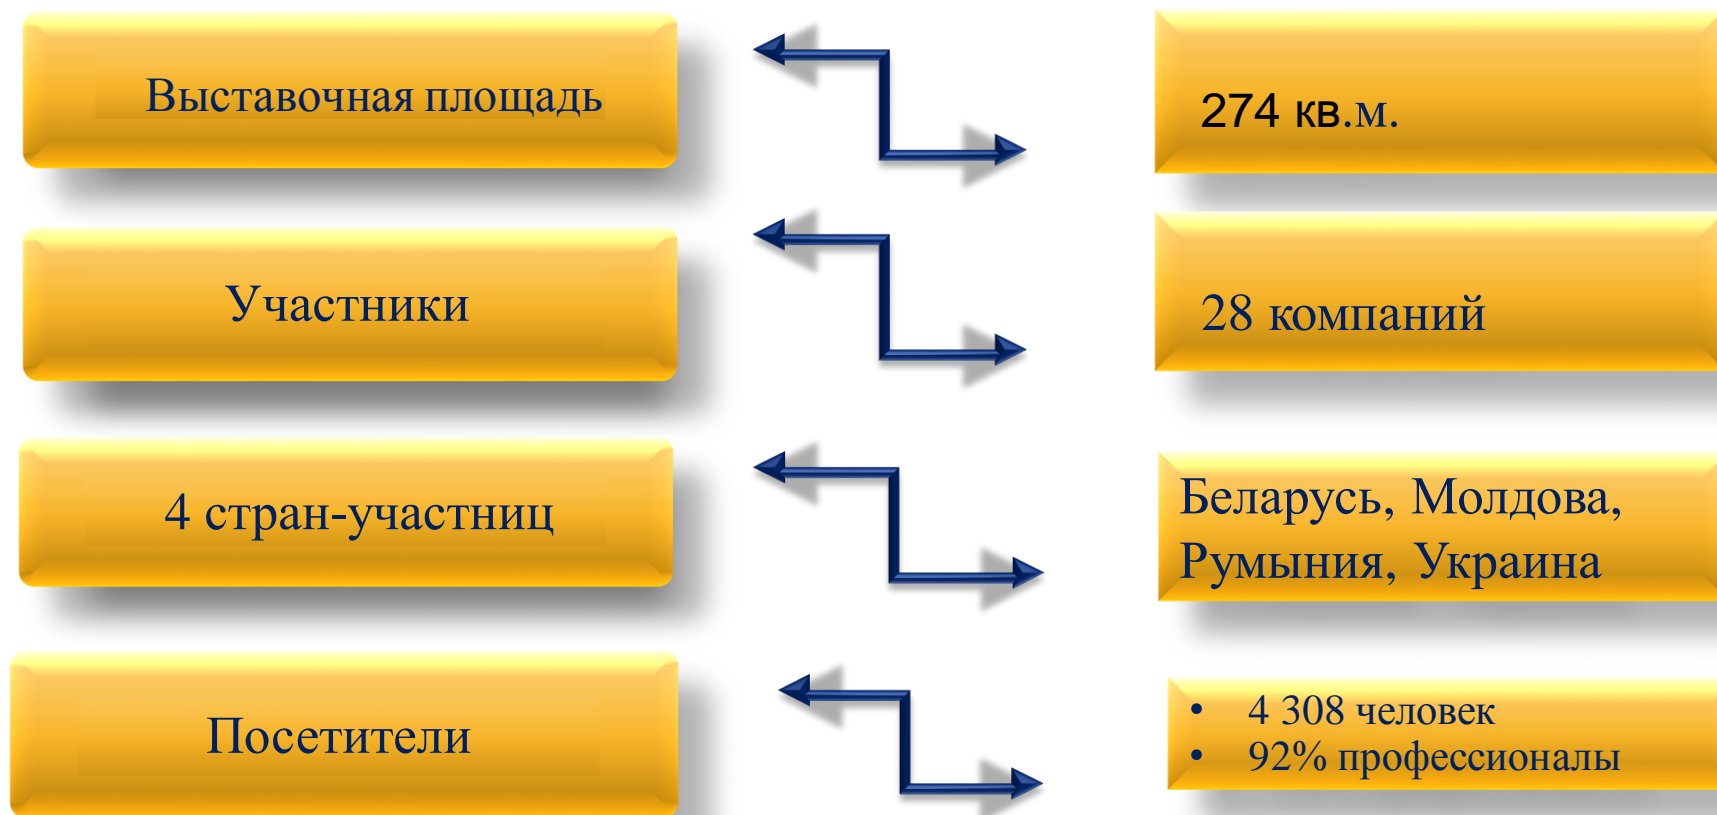 Выставочная площадь
274 кв.м.
Участники
28 компаний
4 стран-участниц
Беларусь, Молдова,
Румыния, Украина
Посетители
• 4 308 человек
• 92% профессионалы